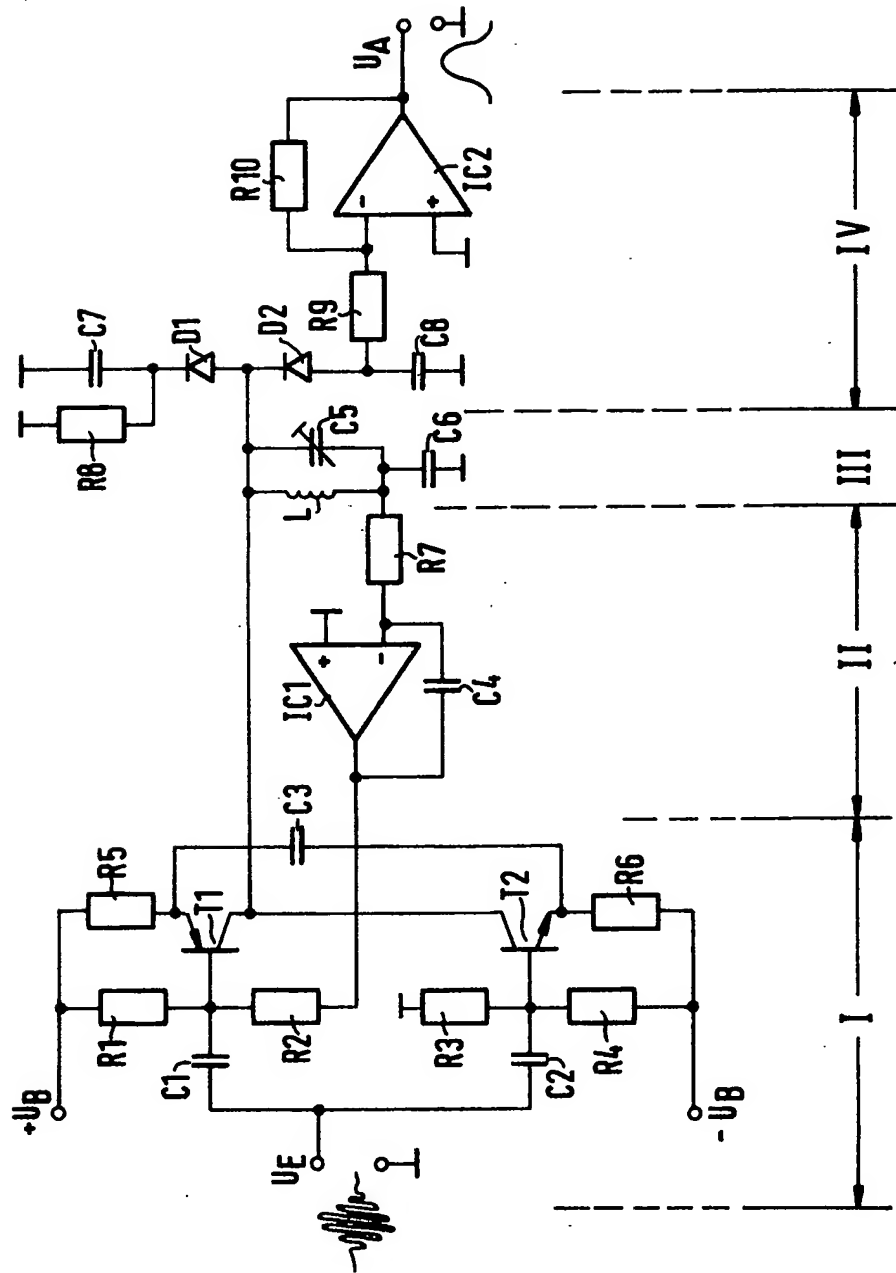 +UB
UE
-UB
R1
C1
R2
R3
C2
R4
R5
T1
C3
T2
R6
IC1
+
-
C4
R7
L
C5
C6
R8
C7
D1
D2
C8
R9
R10
-
+
IC2
UA
I
II
III
IV